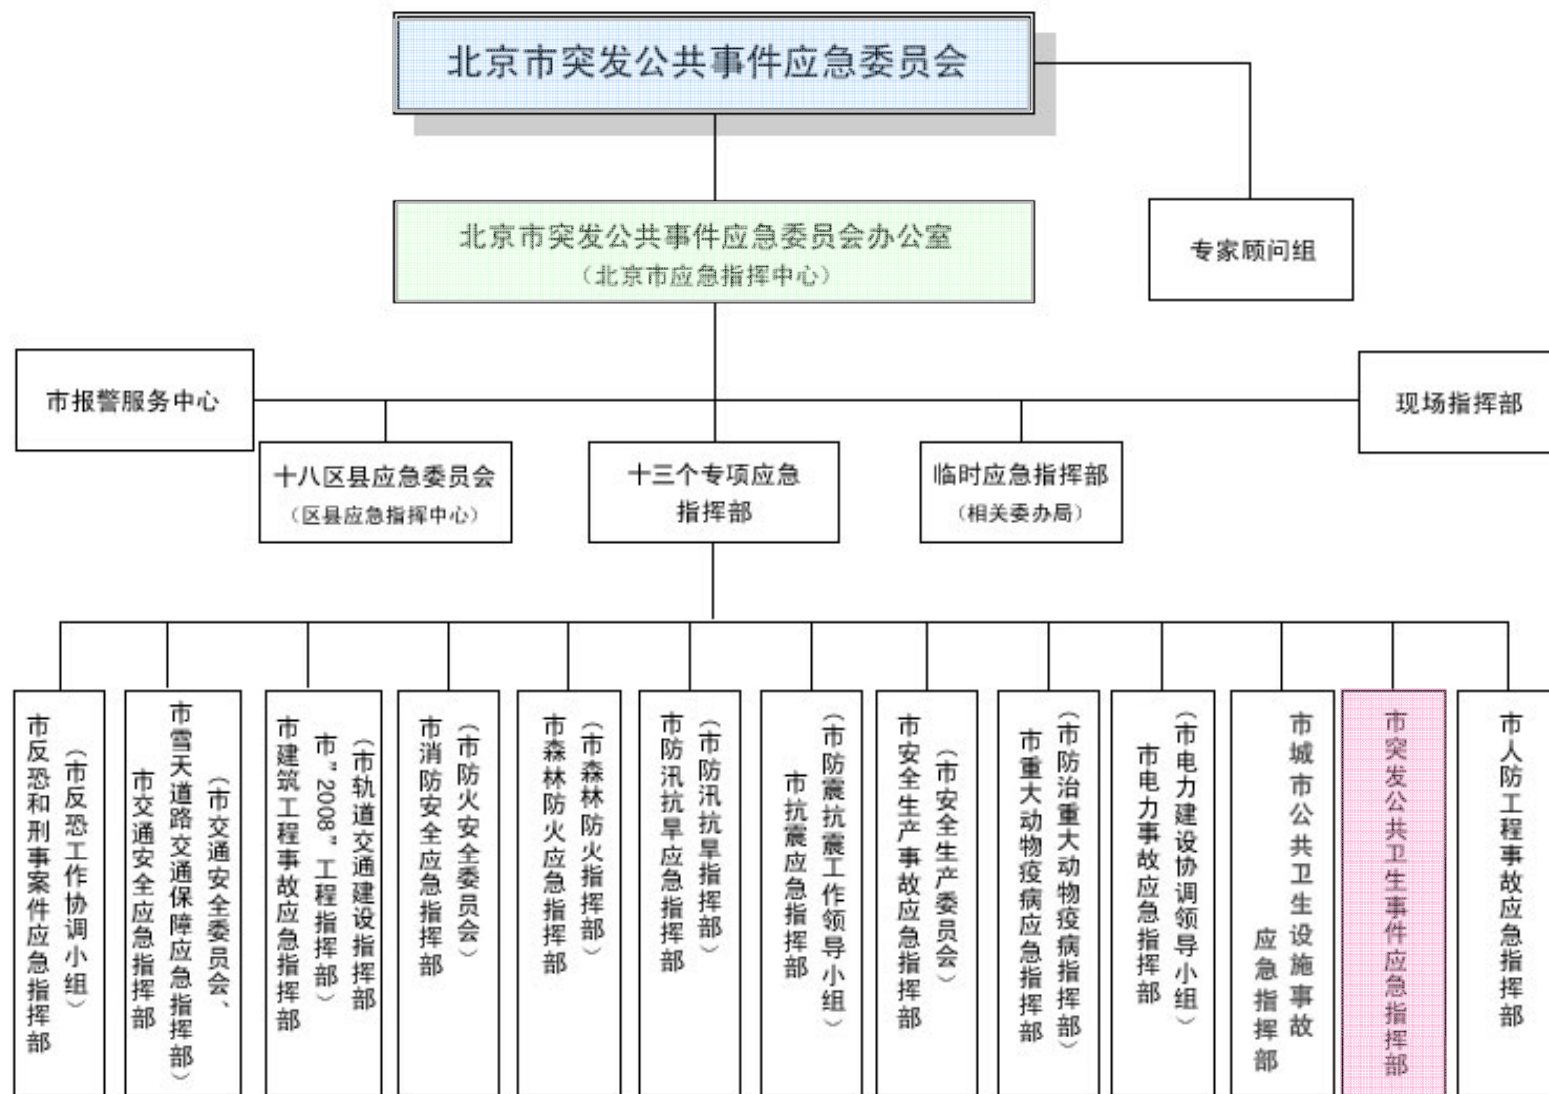 北京市突发公共事件应急委员会
北京市突发公共事件应急委员会办公室
（北京市应急指挥中心）
专家顾问组
市报警服务中心
现场指挥部
十八区县应急委员会
（区县应急指挥中心）
十三个专项应急
指挥部
临时应急指挥部
（相关委办局）
市反恐和刑事案件应急指挥部
（市反恐工作协调小组）
市交通安全应急指挥部
市雪天道路交通保障应急指挥部）
（市交通安全委员会、
市建筑工程事故应急指挥部
市"2008"工程指挥部）
（市轨道交通建设指挥部
市消防安全应急指挥部
（市防火安全委员会）
市森林防火应急指挥部
（市森林防火指挥部）
市防汛抗旱应急指挥部
（市防汛抗旱指挥部）
市抗震应急指挥部
（市防震抗震工作领导小组）
市安全生产事故应急指挥部
（市安全生产委员会）
市重大动物疫病应急指挥部
（市防治重大动物疫病指挥部）
市电力事故应急指挥部
（市电力建设协调领导小组）
市城市公共卫生设施事故
应急指挥部
市突发公共卫生事件应急指挥部
市人防工程事故应急指挥部